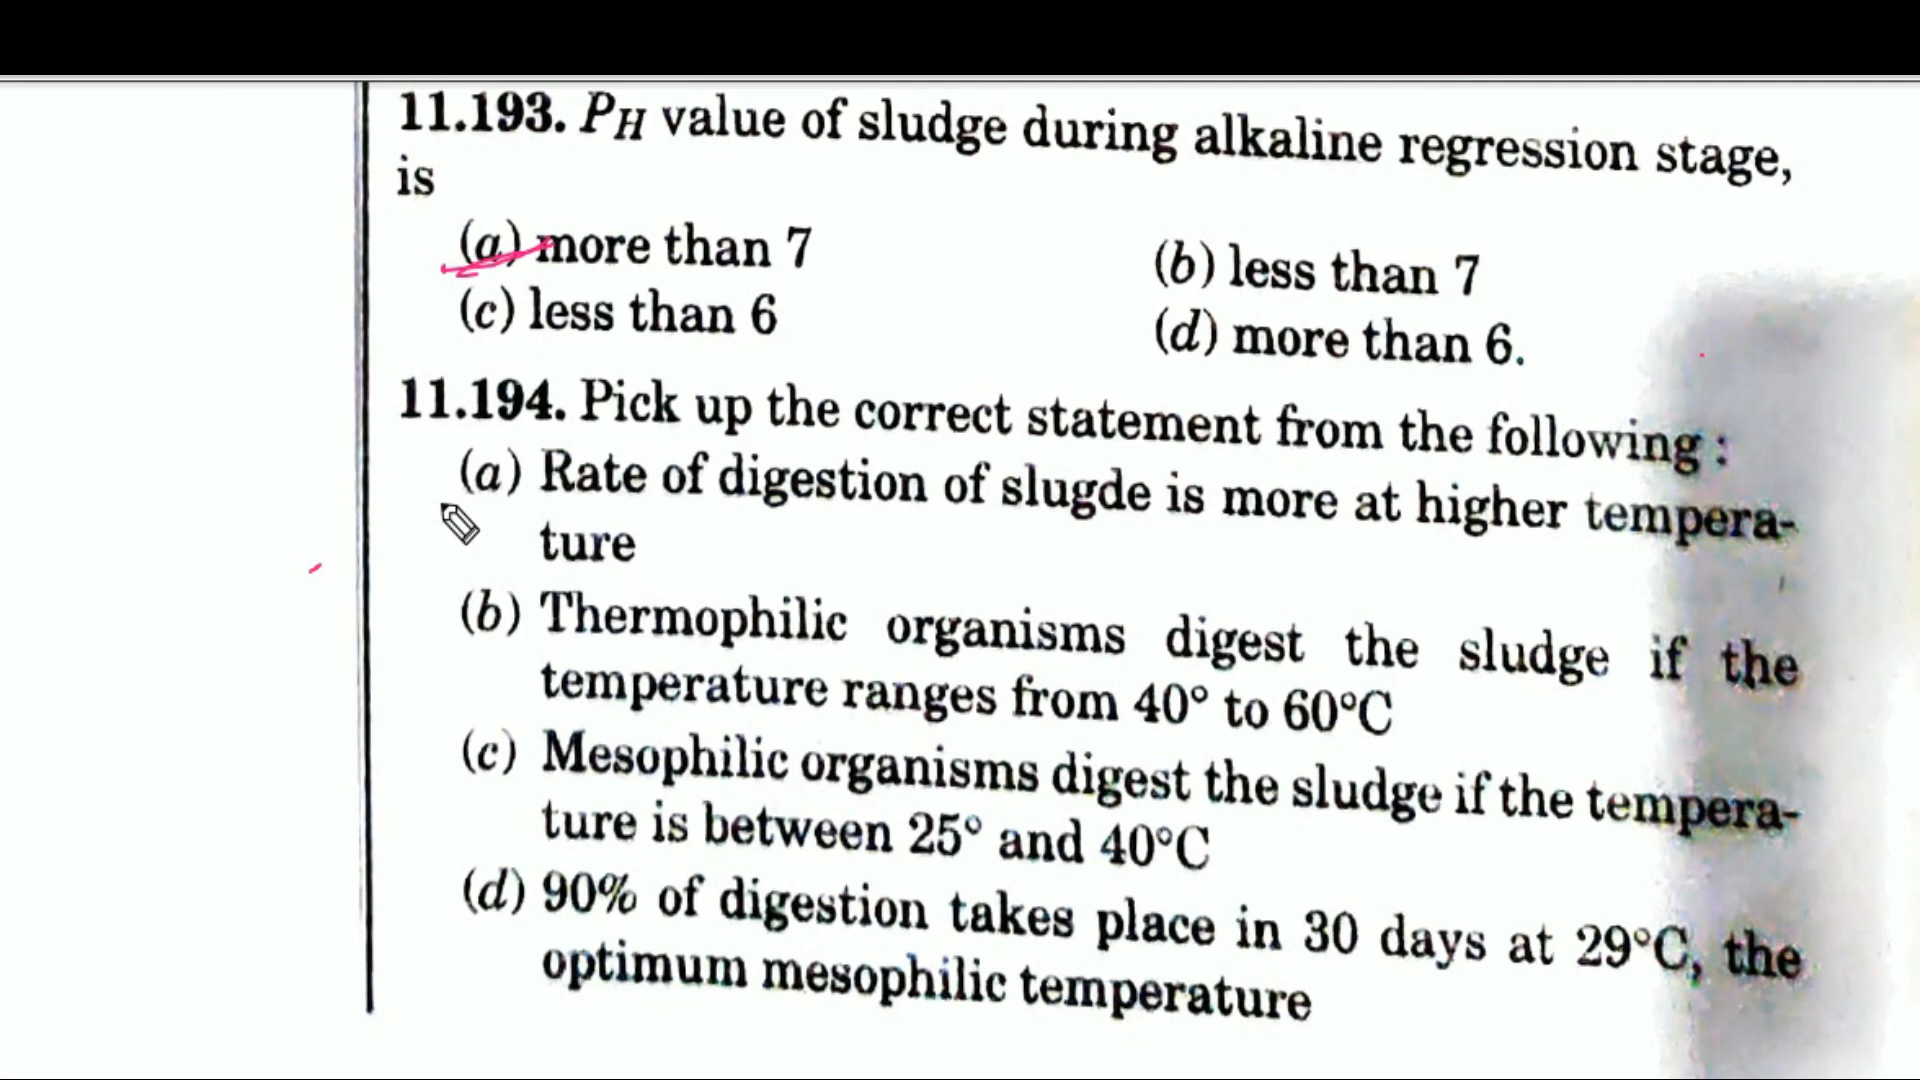 11.193. PH value of sludge during alkaline regression stage,
is
(a) more than 7 (b) less than 7
(c) less than 6 (d) more than 6.
11.194. Pick up the correct statement from the following :
(a) Rate of digestion of slugde is more at higher tempera-
ture
(b) Thermophilic organisms digest the sludge if the
temperature ranges from 40° to 60°C
(c) Mesophilic organisms digest the sludge if the tempera-
ture is between 25° and 40°C
(d) 90% of digestion takes place in 30 days at 29°C, the
optimum mesophilic temperature